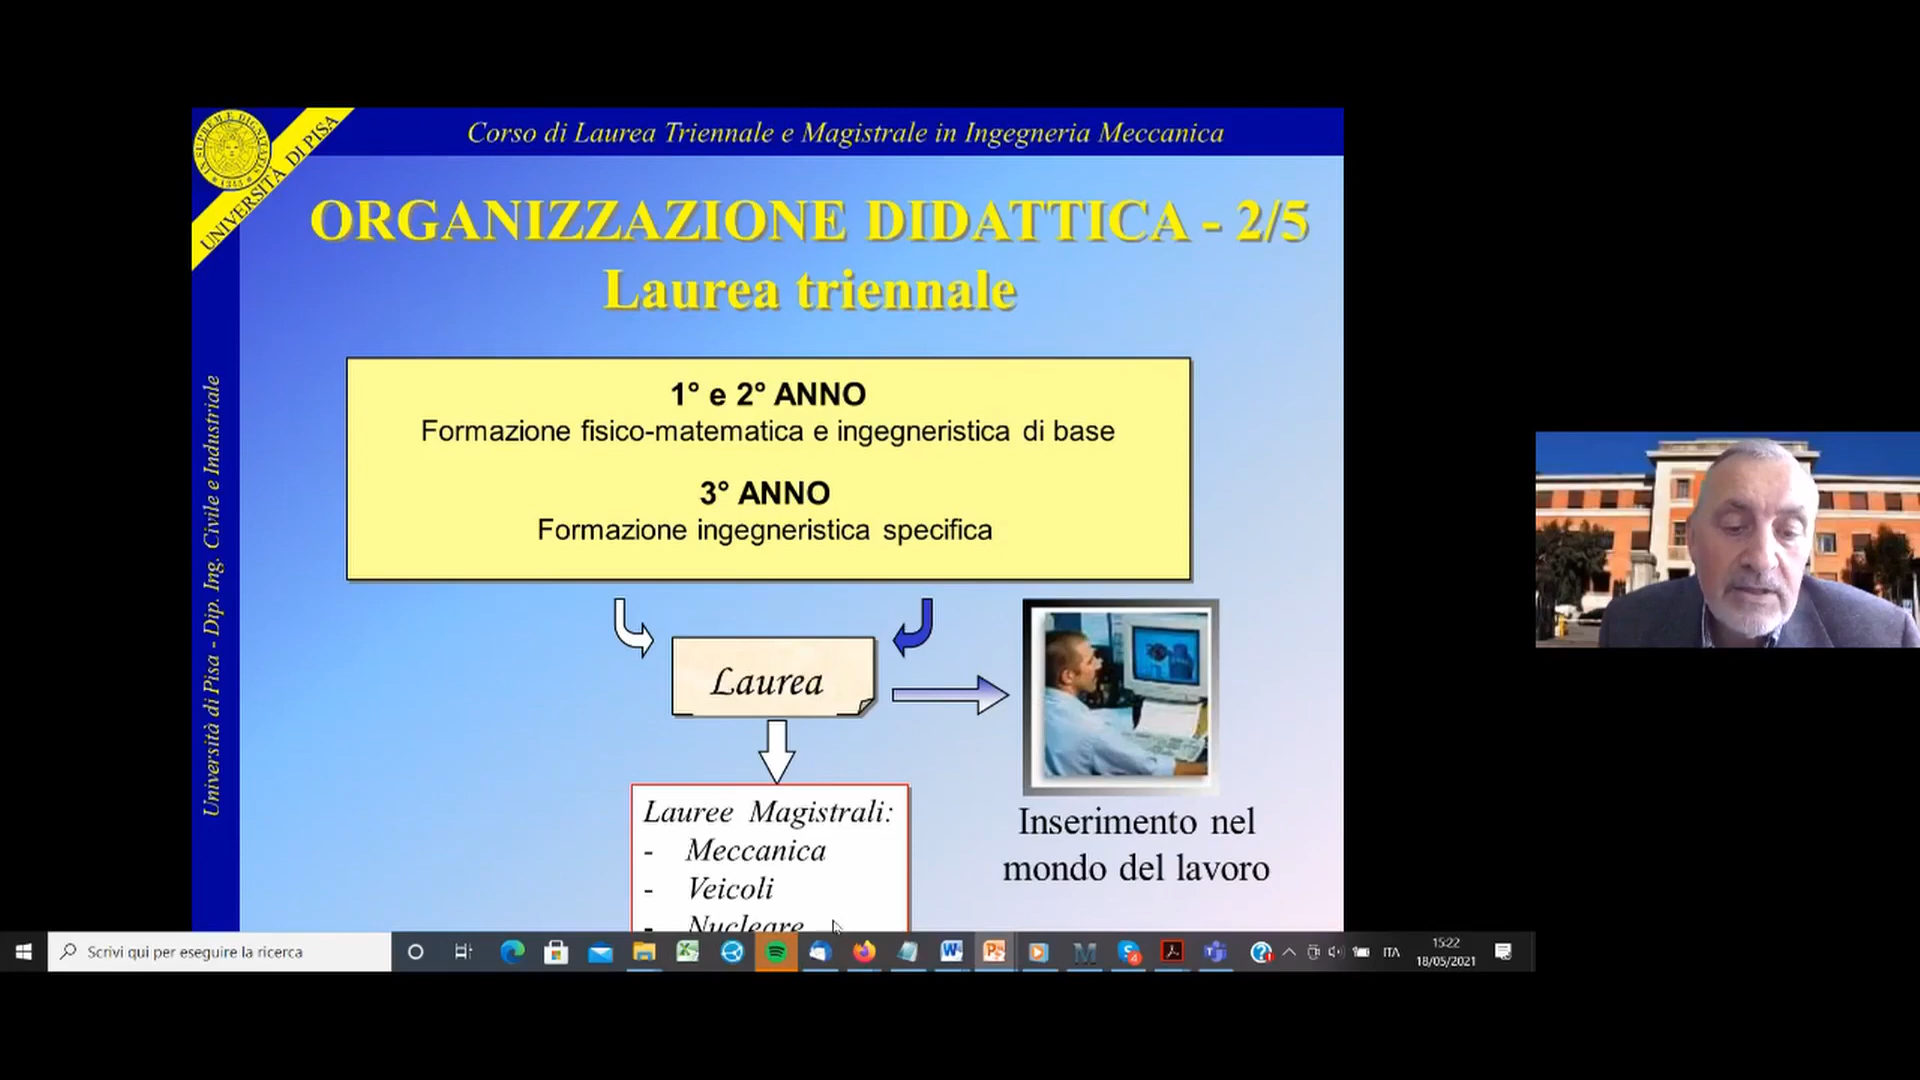 Corso di Laurea Triennale e Magistrale in Ingegneria Meccanica
UNIVERSITÀ DI PISA
ORGANIZZAZIONE DIDATTICA - 2/5
Laurea triennale
Università di Pisa - Dip. Ing. Civile e Industriale
1° e 2° ANNO
Formazione fisico-matematica e ingegneristica di base
3° ANNO
Formazione ingegneristica specifica
Laurea
Lauree Magistrali:
- Meccanica
- Veicoli
- Nucleare
Inserimento nel
mondo del lavoro
Scrivi qui per eseguire la ricerca
ITA
15:22
18/05/2021